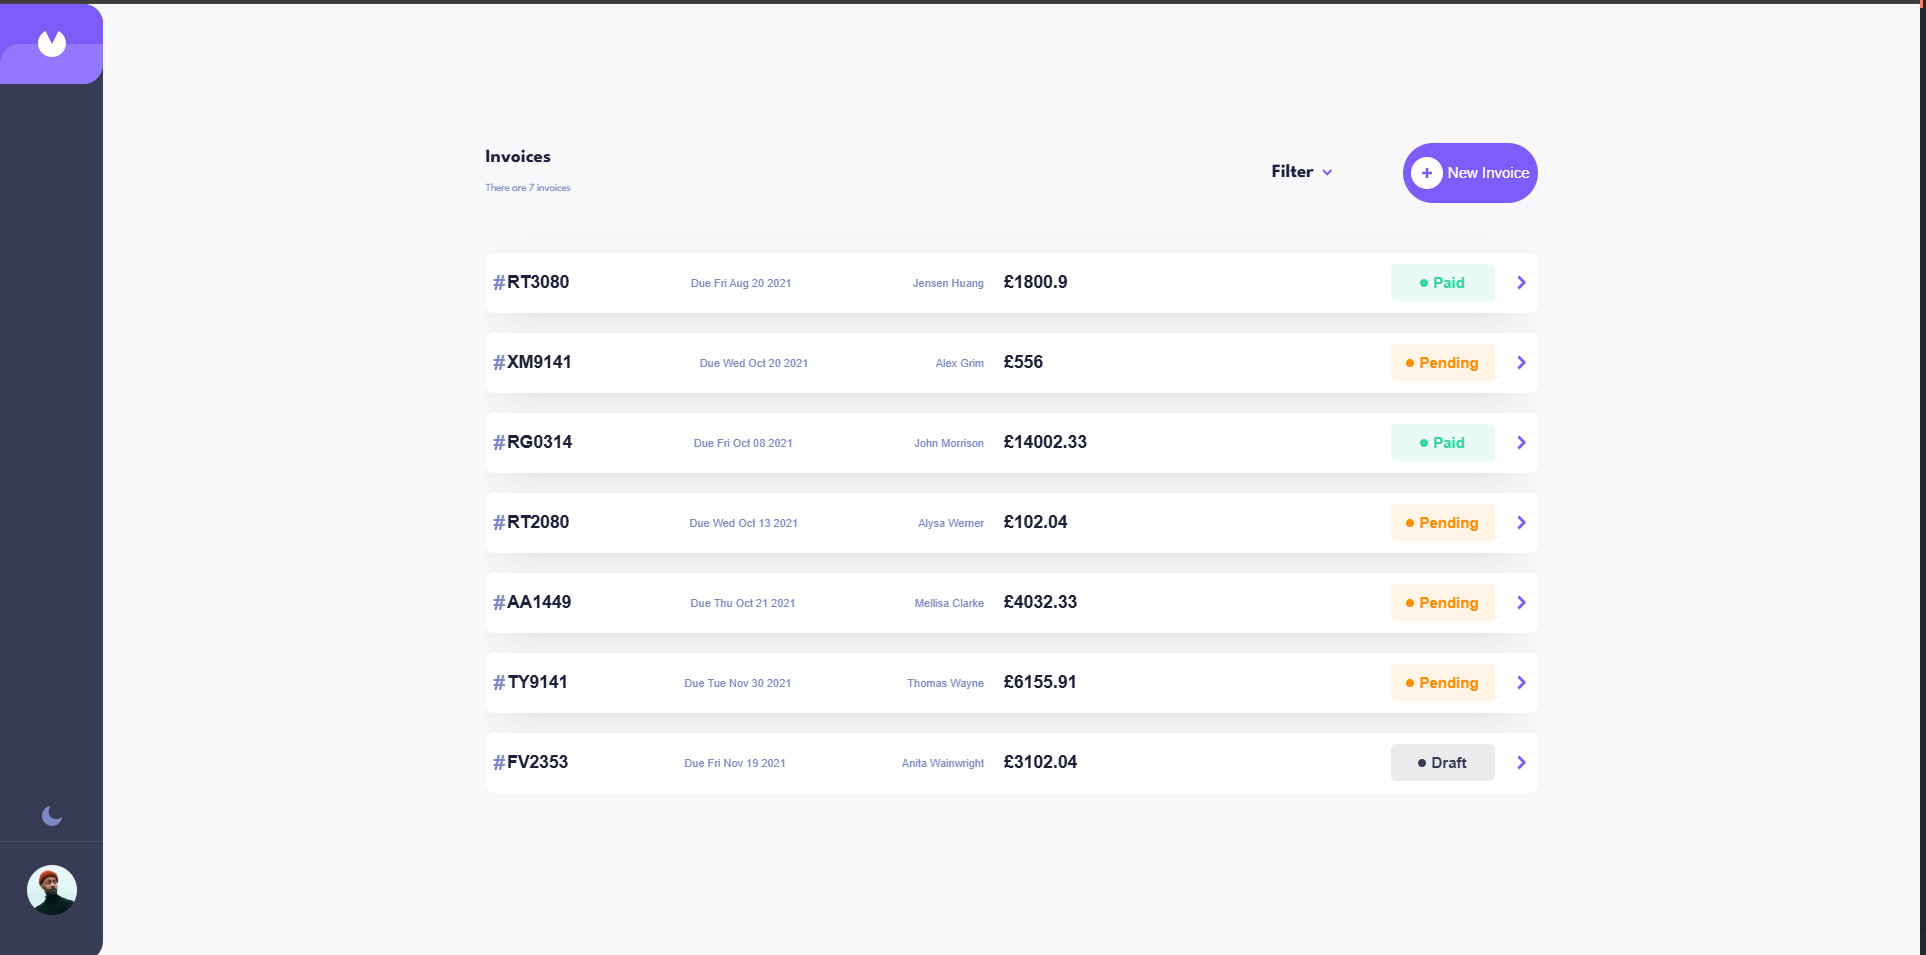 Invoices
There are 7 invoices
Filter
+ New Invoice
#RT3080 Due Fri Aug 20 2021 Jensen Huang £1800.9 Paid
#XM9141 Due Wed Oct 20 2021 Alex Grim £556 Pending
#RG0314 Due Fri Oct 08 2021 John Morrison £14002.33 Paid
#RT2080 Due Wed Oct 13 2021 Alysa Werner £102.04 Pending
#AA1449 Due Thu Oct 21 2021 Mellisa Clarke £4032.33 Pending
#TY9141 Due Tue Nov 30 2021 Thomas Wayne £6155.91 Pending
#FV2353 Due Fri Nov 19 2021 Anita Wainwright £3102.04 Draft